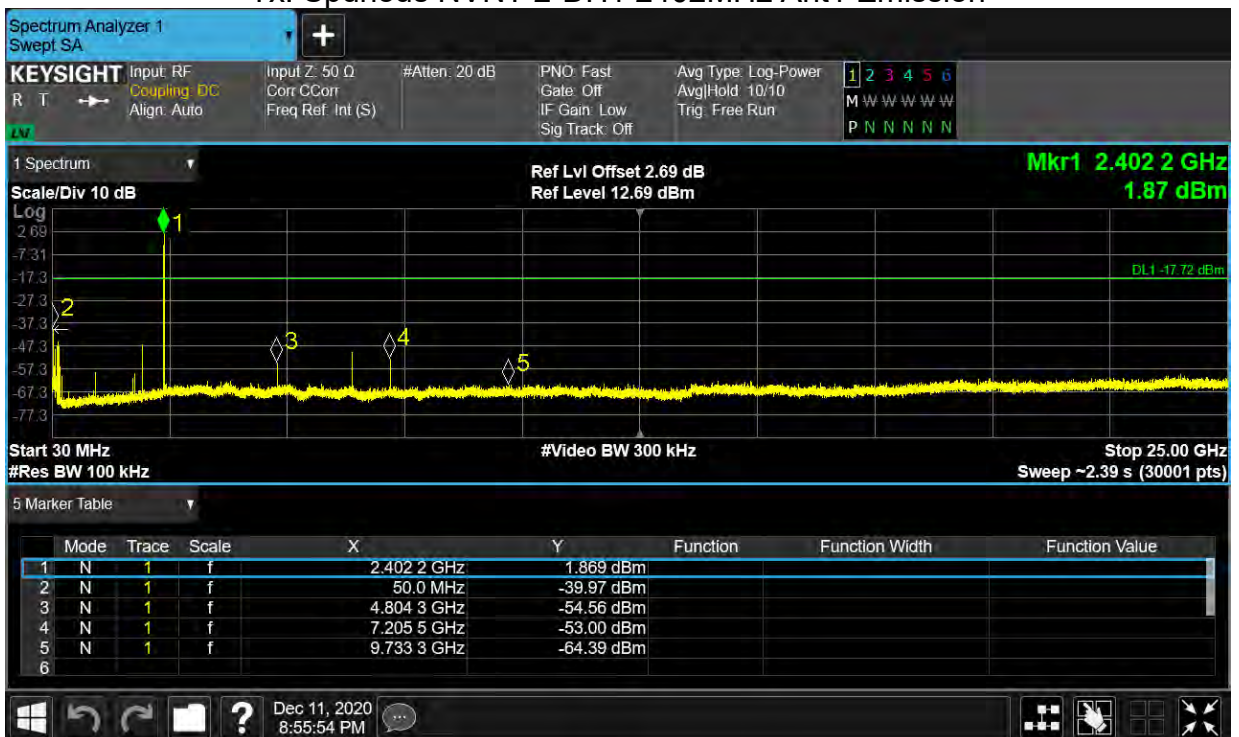 Tx. Spurious NVNT 2-DH1 2402MHz Ant1 Emission
Spectrum Analyzer 1
Swept SA
+
KEYSIGHT
R T
Input: RF
Coupling: DC
Align: Auto
Input Z: 50 Ω
Corr CCorr
Freq Ref: Int (S)
#Atten: 20 dB
PNO: Fast
Gate: Off
IF Gain: Low
Sig Track: Off
Avg Type: Log-Power
Avg|Hold: 10/10
Trig: Free Run
1 2 3 4 5 6
M W W W W W
P N N N N N
1 Spectrum
Scale/Div 10 dB
Ref Lvl Offset 2.69 dB
Ref Level 12.69 dBm
Mkr1 2.402 2 GHz
1.87 dBm
Log
2.69
-7.31
-17.3
-27.3
-37.3
-47.3
-57.3
-67.3
-77.3
1
2
3
4
5
DL1 -17.72 dBm
Start 30 MHz
#Video BW 300 kHz
Stop 25.00 GHz
#Res BW 100 kHz
Sweep ~2.39 s (30001 pts)
5 Marker Table
Mode Trace Scale X Y Function Function Width Function Value
1 N 1 f 2.402 2 GHz 1.869 dBm
2 N 1 f 50.0 MHz -39.97 dBm
3 N 1 f 4.804 3 GHz -54.56 dBm
4 N 1 f 7.205 5 GHz -53.00 dBm
5 N 1 f 9.733 3 GHz -64.39 dBm
6
?
Dec 11, 2020
8:55:54 PM